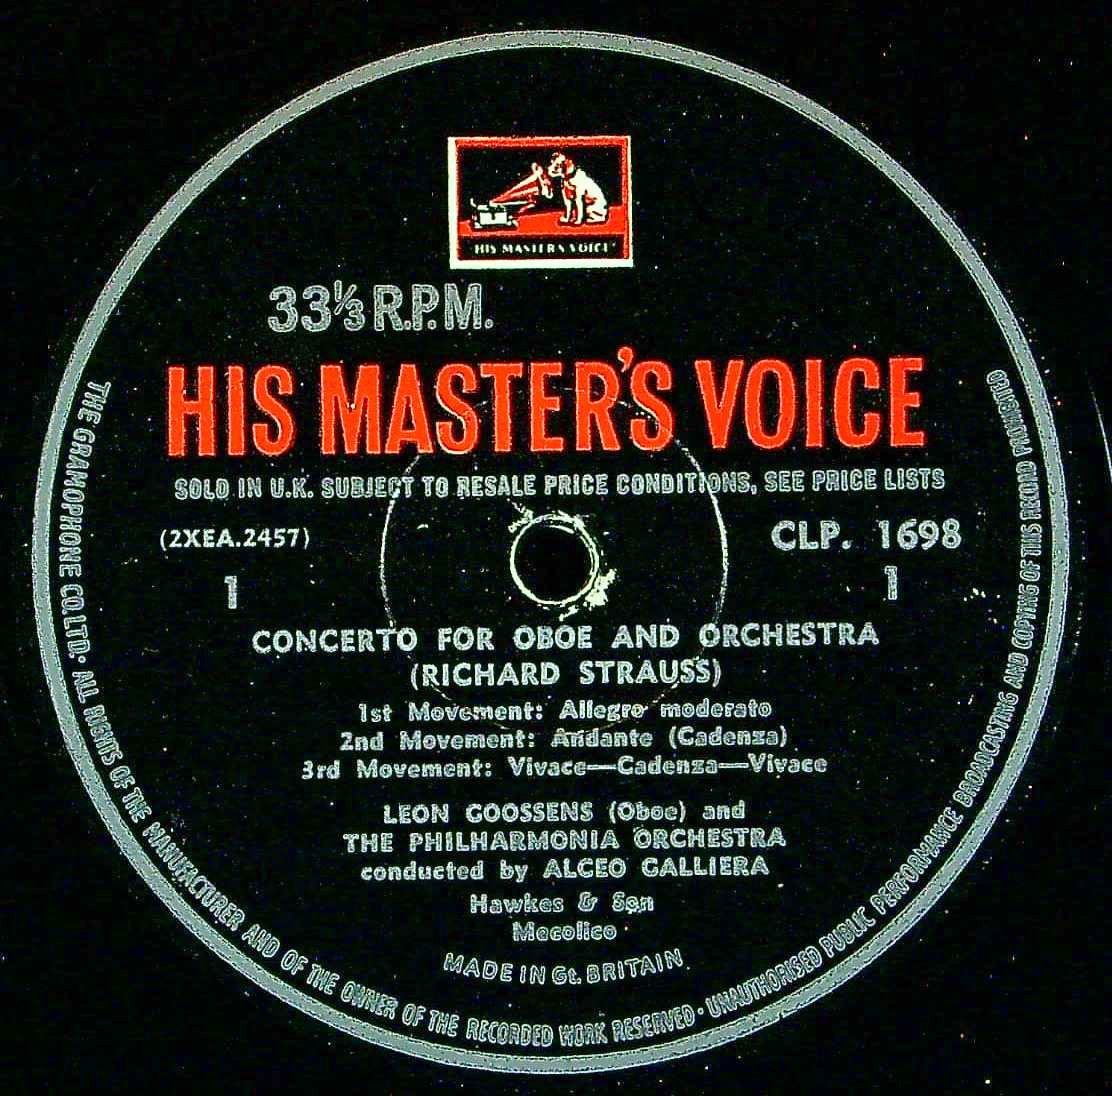 "HIS MASTER'S VOICE"
33⅓ R.P.M.
HIS MASTER'S VOICE
SOLD IN U.K. SUBJECT TO RESALE PRICE CONDITIONS, SEE PRICE LISTS
(2XEA.2457)
CLP. 1698
1
1
CONCERTO FOR OBOE AND ORCHESTRA
(RICHARD STRAUSS)
1st Movement: Allegro moderato
2nd Movement: Andante (Cadenza)
3rd Movement: Vivace—Cadenza—Vivace
LEON GOOSSENS (Oboe) and
THE PHILHARMONIA ORCHESTRA
conducted by ALCEO GALLIERA
Hawkes & Son
Mecolico
MADE IN Gt. BRITAIN
THE GRAMOPHONE CO. LTD. · ALL RIGHTS OF THE MANUFACTURER AND OF THE OWNER OF THE RECORDED WORK RESERVED · UNAUTHORISED PUBLIC PERFORMANCE BROADCASTING AND COPYING OF THIS RECORD PROHIBITED